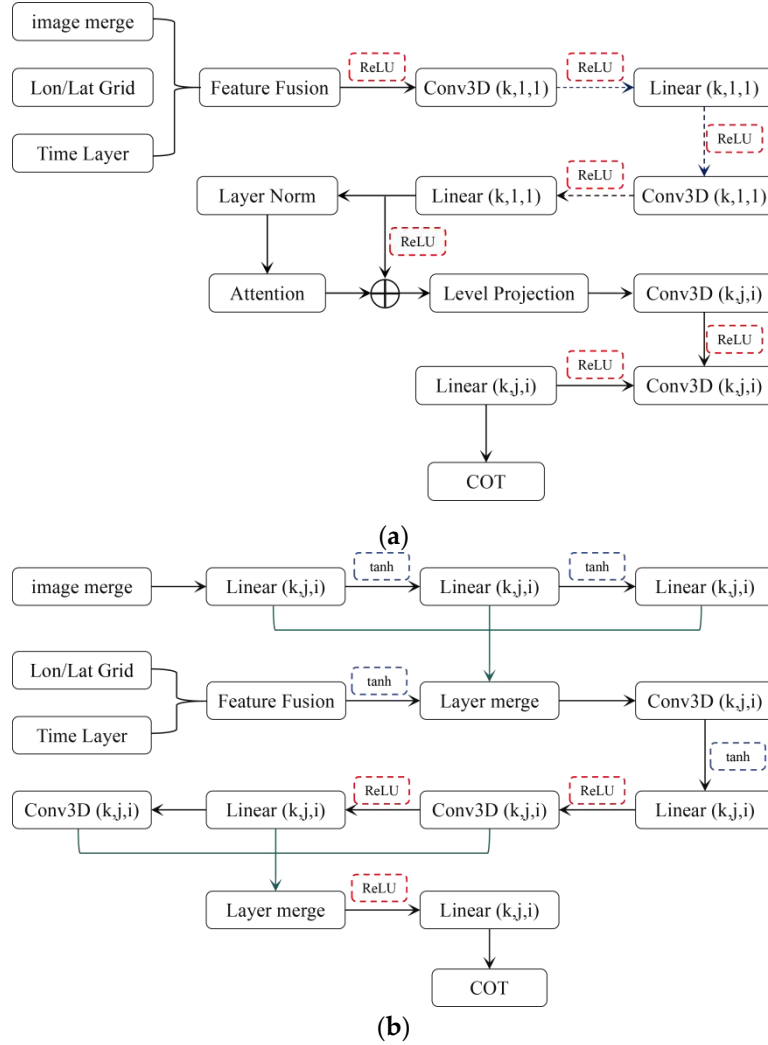 image merge
ReLU
ReLU
Lon/Lat Grid
Feature Fusion
Conv3D (k,1,1)
Linear (k,1,1)
ReLU
Time Layer
ReLU
Layer Norm
Linear (k,1,1)
Conv3D (k,1,1)
ReLU
Attention
Level Projection
Conv3D (k,j,i)
ReLU
ReLU
Linear (k,j,i)
Conv3D (k,j,i)
COT
(a)
tanh
tanh
image merge
Linear (k,j,i)
Linear (k,j,i)
Linear (k,j,i)
Lon/Lat Grid
tanh
Feature Fusion
Layer merge
Conv3D (k,j,i)
Time Layer
tanh
ReLU
ReLU
Conv3D (k,j,i)
Linear (k,j,i)
Conv3D (k,j,i)
Linear (k,j,i)
ReLU
Layer merge
Linear (k,j,i)
COT
(b)